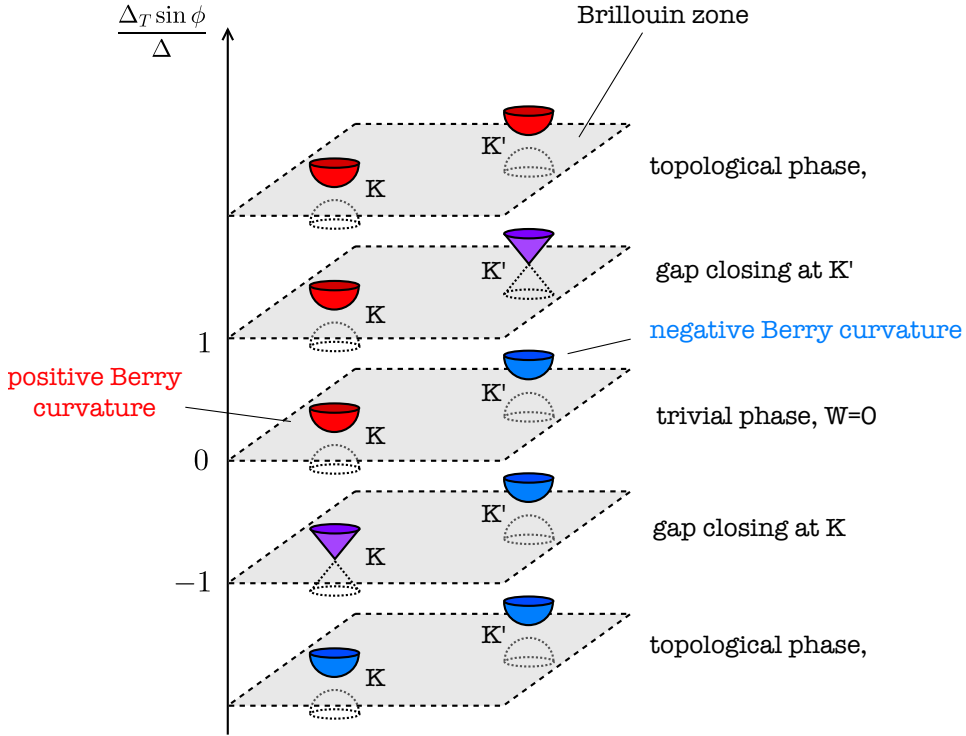 Δ_T sin ϕ
Δ
Brillouin zone
K'
K
topological phase,
K'
K
gap closing at K'
1
negative Berry curvature
positive Berry
curvature
K'
K
trivial phase, W=0
0
K'
K
gap closing at K
−1
K'
K
topological phase,